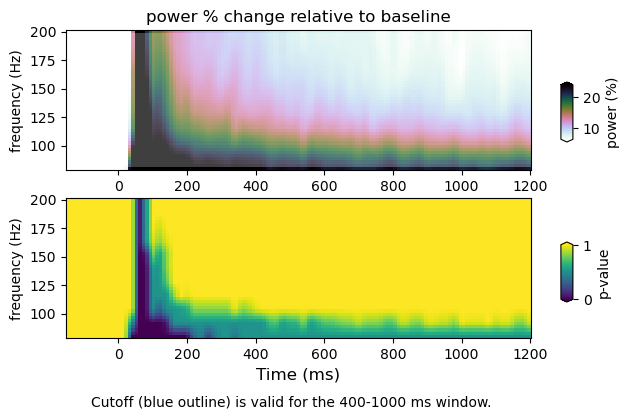 power % change relative to baseline
200
175
150
125
100
frequency (Hz)
0 200 400 600 800 1000 1200
20
10
power (%)
200
175
150
125
100
frequency (Hz)
0 200 400 600 800 1000 1200
Time (ms)
1
0
p-value
Cutoff (blue outline) is valid for the 400-1000 ms window.